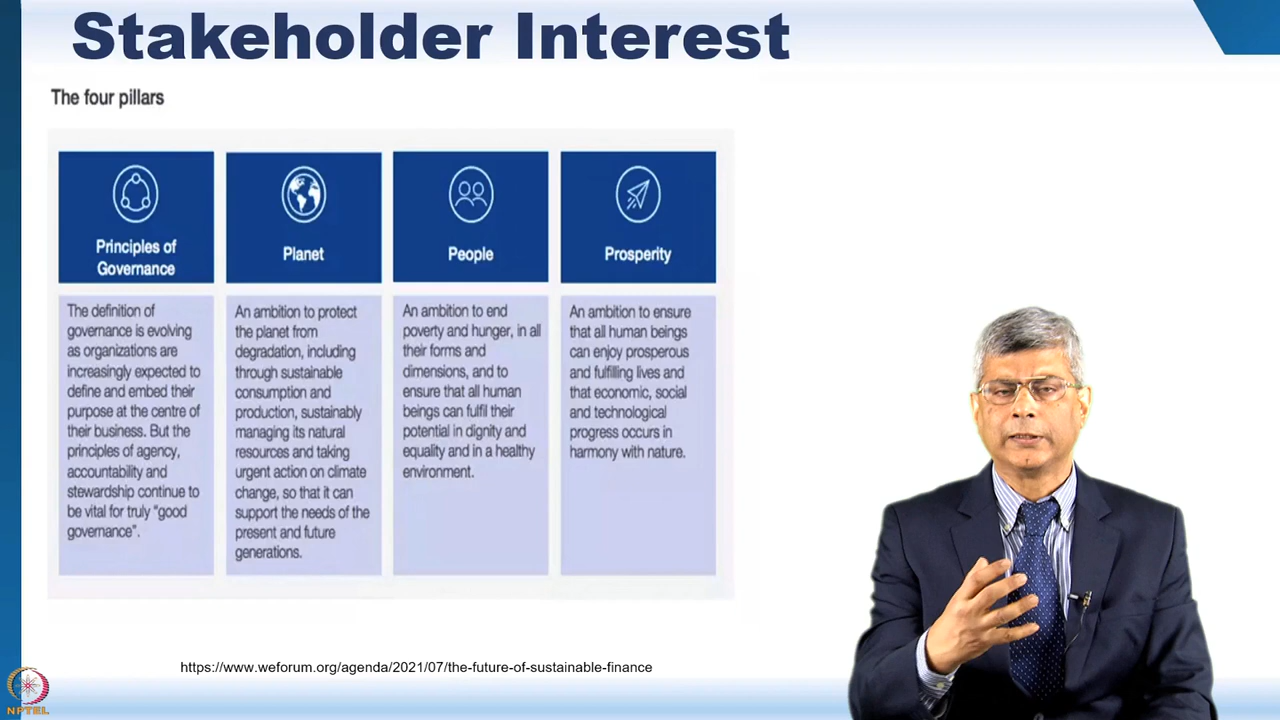 Stakeholder Interest
The four pillars
Principles of
Governance
The definition of
governance is evolving
as organizations are
increasingly expected to
define and embed their
purpose at the centre of
their business. But the
principles of agency,
accountability and
stewardship continue to
be vital for truly “good
governance”.
Planet
An ambition to protect
the planet from
degradation, including
through sustainable
consumption and
production, sustainably
managing its natural
resources and taking
urgent action on climate
change, so that it can
support the needs of the
present and future
generations.
People
An ambition to end
poverty and hunger, in all
their forms and
dimensions, and to
ensure that all human
beings can fulfil their
potential in dignity and
equality and in a healthy
environment.
Prosperity
An ambition to ensure
that all human beings
can enjoy prosperous
and fulfilling lives and
that economic, social
and technological
progress occurs in
harmony with nature.
https://www.weforum.org/agenda/2021/07/the-future-of-sustainable-finance
NPTEL